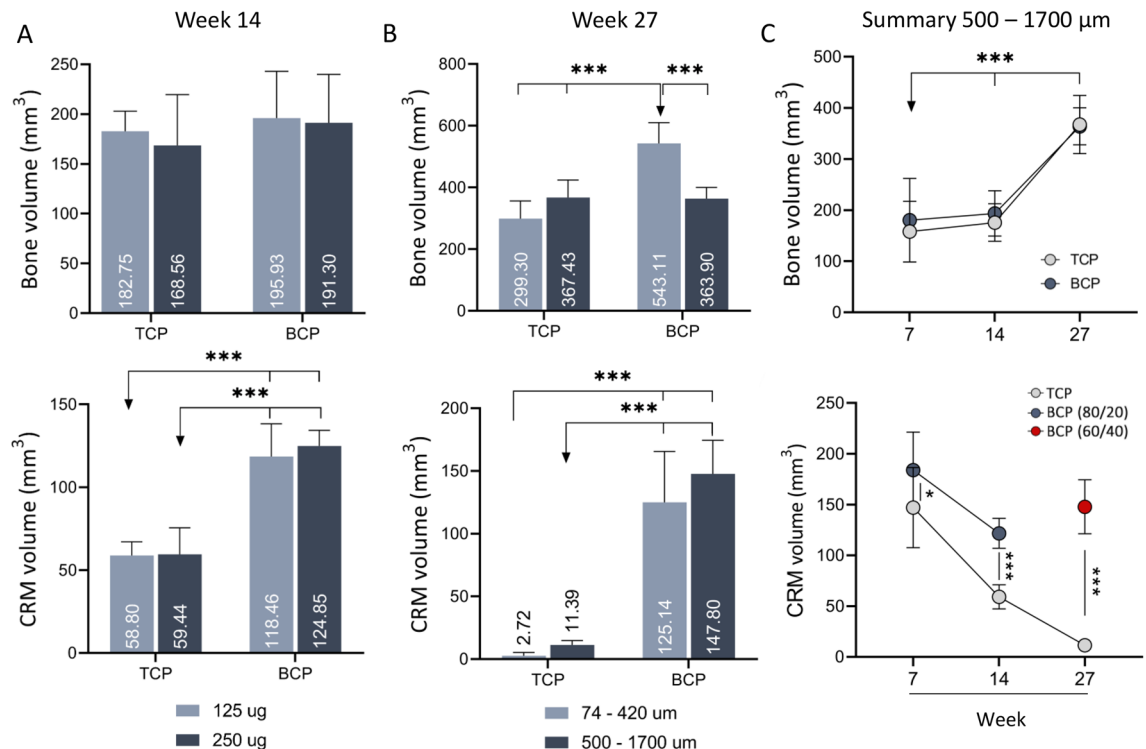 Week 14
Week 27
Summary 500 – 1700 µm
A
B
C
Bone volume (mm3)
250
200
150
100
50
0
182.75
168.56
195.93
191.30
TCP
BCP
Bone volume (mm3)
800
600
400
200
0
***
***
299.30
367.43
543.11
363.90
TCP
BCP
Bone volume (mm3)
500
400
300
200
100
0
***
TCP
BCP
7
14
27
CRM volume (mm3)
150
100
50
0
***
***
58.80
59.44
118.46
124.85
TCP
BCP
125 ug
250 ug
CRM volume (mm3)
200
150
100
50
0
***
***
2.72
11.39
125.14
147.80
TCP
BCP
74 - 420 um
500 - 1700 um
CRM volume (mm3)
250
200
150
100
50
0
TCP
BCP (80/20)
BCP (60/40)
*
***
***
7
14
27
Week